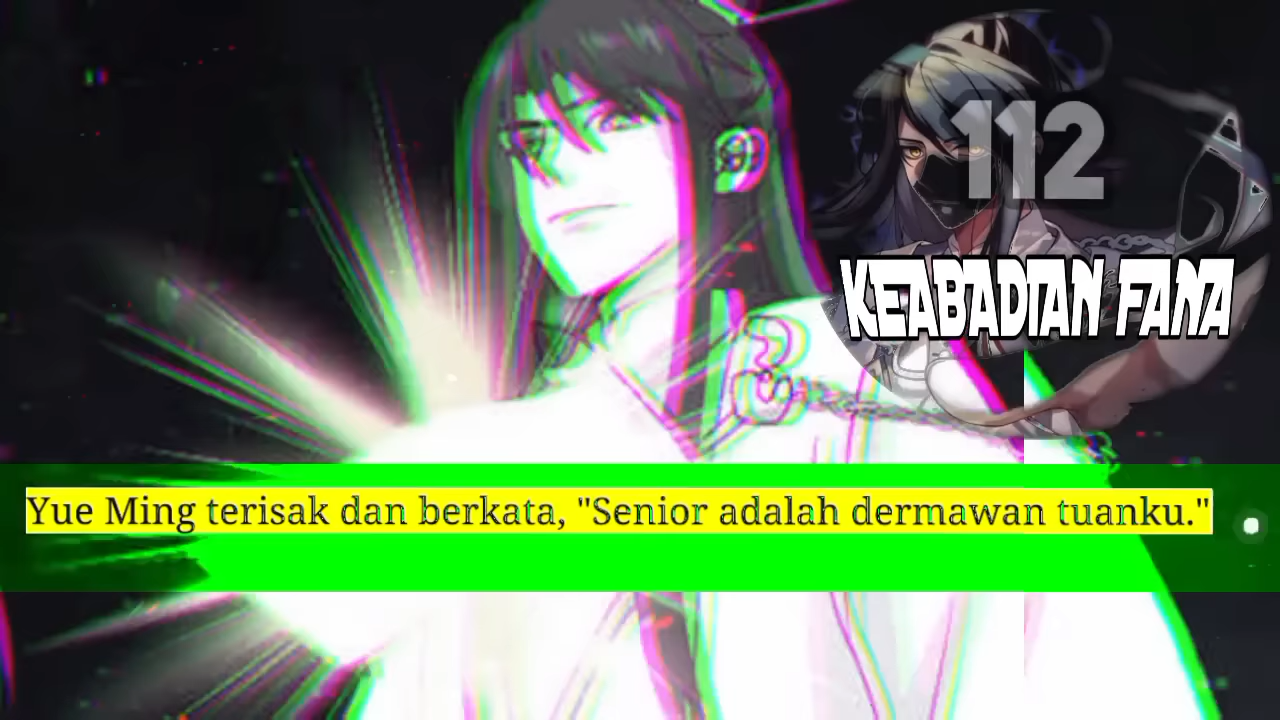 112
KEABADIAN FANA
Yue Ming terisak dan berkata, "Senior adalah dermawan tuanku."